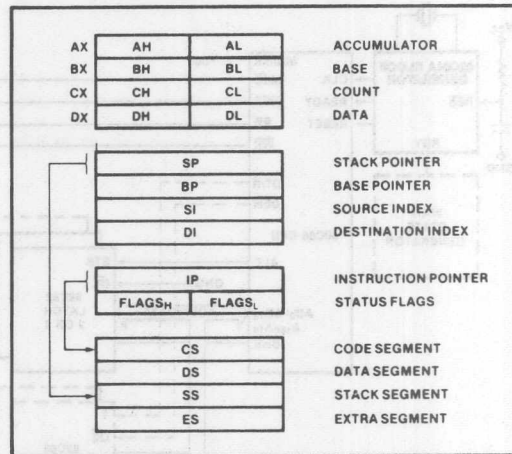 AX AH AL ACCUMULATOR
BX BH BL BASE
CX CH CL COUNT
DX DH DL DATA
SP STACK POINTER
BP BASE POINTER
SI SOURCE INDEX
DI DESTINATION INDEX
IP INSTRUCTION POINTER
FLAGSH FLAGSL STATUS FLAGS
CS CODE SEGMENT
DS DATA SEGMENT
SS STACK SEGMENT
ES EXTRA SEGMENT